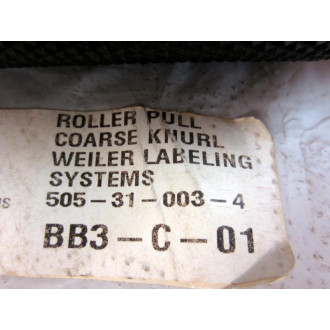 ROLLER PULL
COARSE KNURL
WEILER LABELING
SYSTEMS
505-31-003-4
BB3-C-01